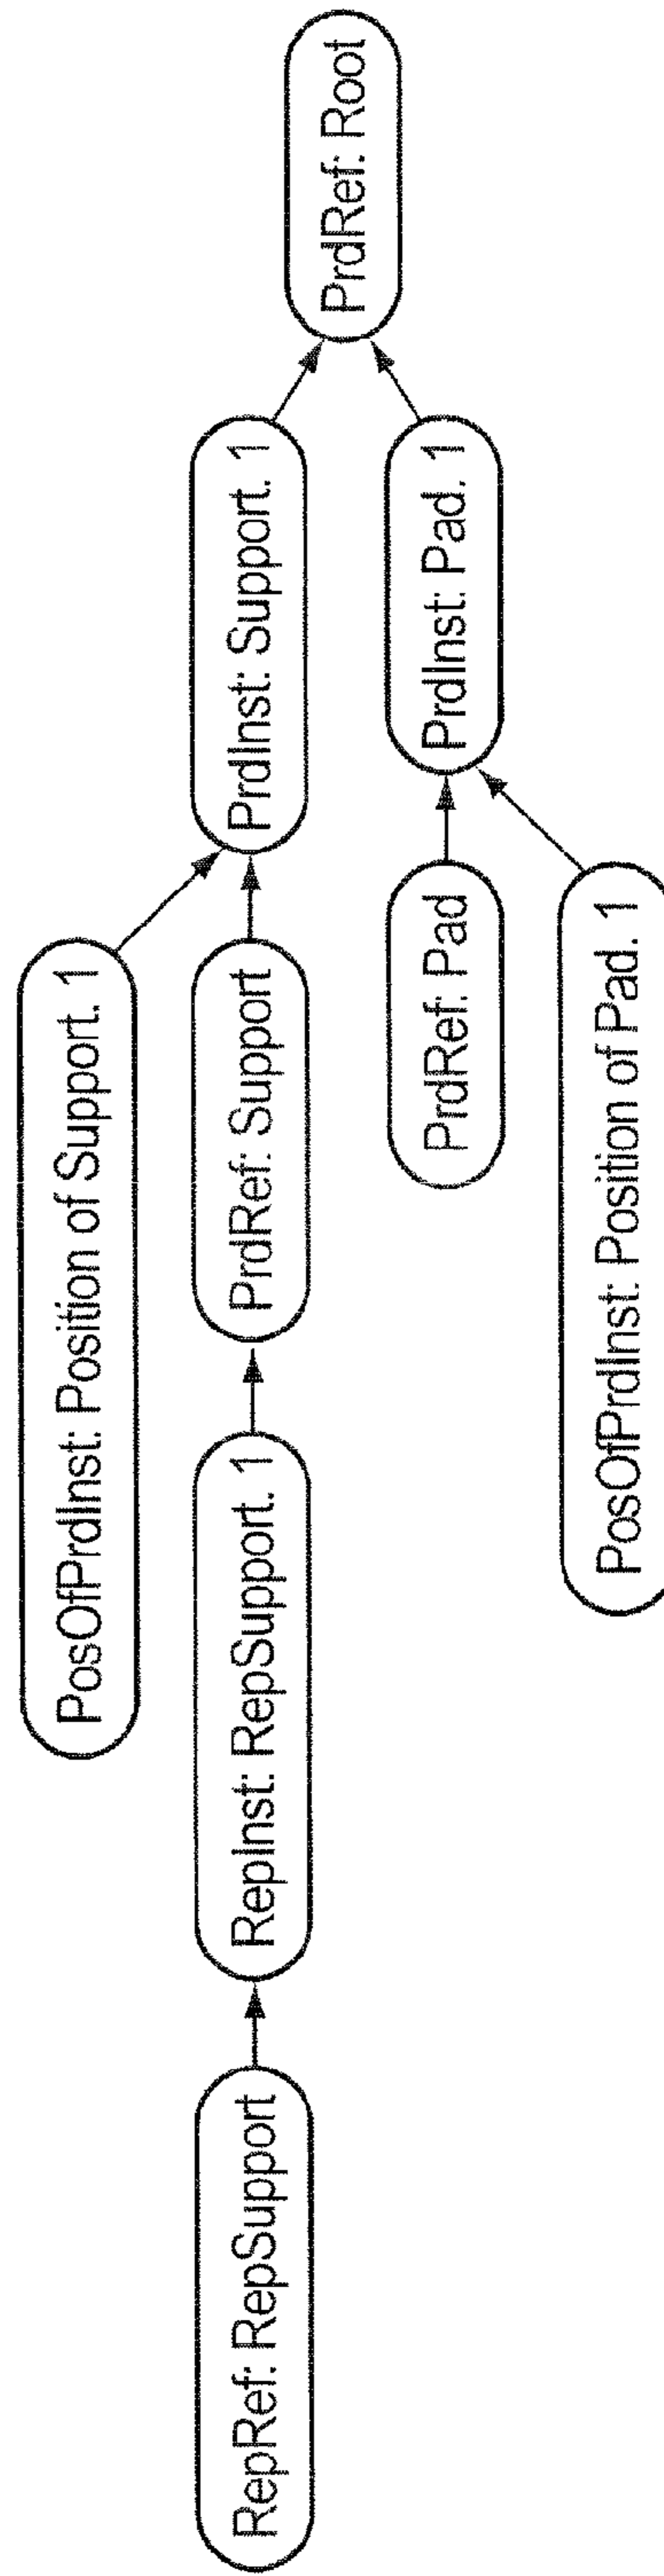 PosOfPrdInst: Position of Support. 1
RepRef: RepSupport
RepInst: RepSupport. 1
PrdRef: Support
PrdInst: Support. 1
PrdRef: Root
PrdRef: Pad
PrdInst: Pad. 1
PosOfPrdInst: Position of Pad. 1